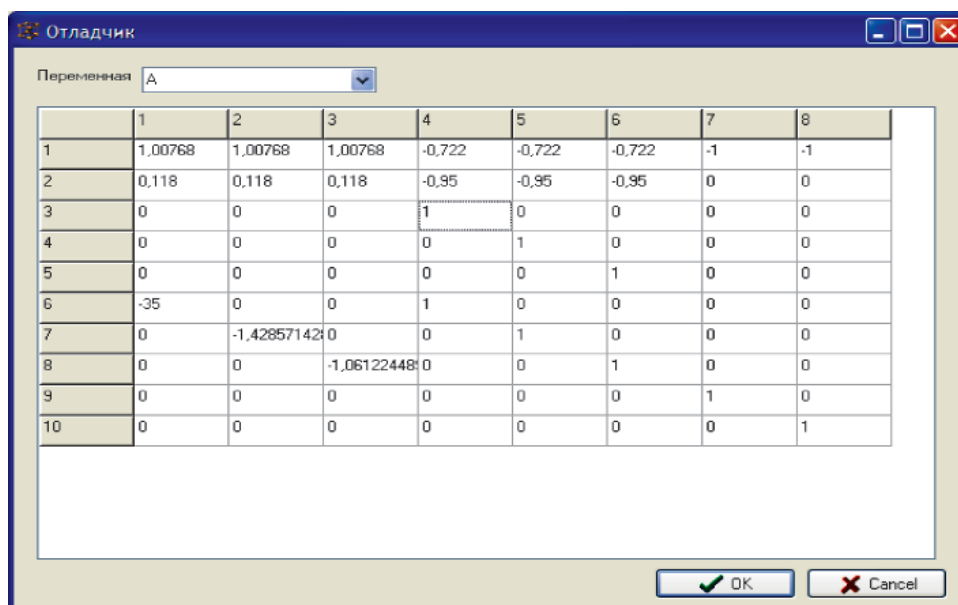 Отладчик
Переменная A
1 2 3 4 5 6 7 8
1 1,00768 1,00768 1,00768 -0,722 -0,722 -0,722 -1 -1
2 0,118 0,118 0,118 -0,95 -0,95 -0,95 0 0
3 0 0 0 1 0 0 0 0
4 0 0 0 0 1 0 0 0
5 0 0 0 0 0 1 0 0
6 -35 0 0 1 0 0 0 0
7 0 -1,42857142 0 0 1 0 0 0
8 0 0 -1,06122448 0 0 1 0 0
9 0 0 0 0 0 0 1 0
10 0 0 0 0 0 0 0 1
OK Cancel